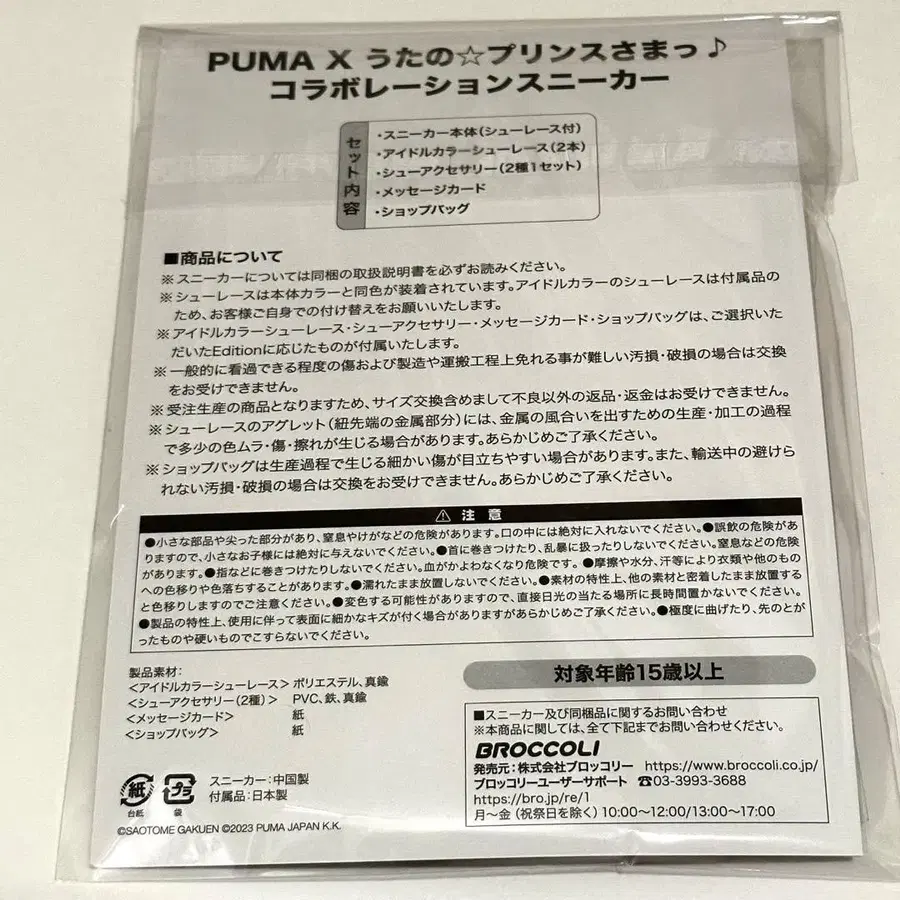 PUMA X うたの☆プリンスさまっ♪
コラボレーションスニーカー
セット内容
・スニーカー本体(シューレース付)
・アイドルカラーシューレース(2本)
・シューアクセサリー(2種1セット)
・メッセージカード
・ショップバッグ
■商品について
※スニーカーについては同梱の取扱説明書を必ずお読みください。
※シューレースは本体カラーと同色が装着されています。アイドルカラーのシューレースは付属品の
ため、お客様ご自身での付け替えをお願いいたします。
※アイドルカラーシューレース・シューアクセサリー・メッセージカード・ショップバッグは、ご選択いた
だいたEditionに応じたものが付属いたします。
※一般的に看過できる程度の傷および製造や運搬工程上免れる事が難しい汚損・破損の場合は交換
をお受けできません。
※受注生産の商品となりますため、サイズ交換含めまして不良以外の返品・返金はお受けできません。
※シューレースのアグレット(紐先端の金属部分)には、金属の風合いを出すための生産・加工の過程
で多少の色ムラ・傷・擦れが生じる場合があります。あらかじめご了承ください。
※ショップバッグは生産過程で生じる細かい傷が目立ちやすい場合があります。また、輸送中の避けら
れない汚損・破損の場合は交換をお受けできません。あらかじめご了承ください。
⚠ 注意
●小さな部品や尖った部分があり、窒息やけがなどの危険があります。口の中には絶対に入れないでください。●誤飲の危険があ
りますので、小さなお子様には絶対に与えないでください。●首に巻きつけたり、乱暴に扱ったりしないでください。窒息などの危険
があります。●指などに巻きつけたりしないでください。血がかよわなくなり危険です。●摩擦や水分、汗等により衣類や他のもの
への色移りや色落ちすることがあります。●濡れたまま放置しないでください。●素材の特性上、他の素材と密着したまま放置する
と色移りしますのでご注意ください。●変色する可能性がありますので、直接日光の当たる場所に長時間置かないでください。
●製品の特性上、使用に伴って表面に細かなキズが付く場合がありますがあらかじめご了承ください。●極度に曲げたり、先のとが
ったものや硬いものでこすらないでください。
製品素材:
<アイドルカラーシューレース> ポリエステル、真鍮
<シューアクセサリー(2種)> PVC、鉄、真鍮
<メッセージカード> 紙
<ショップバッグ> 紙
対象年齢15歳以上
■スニーカー及び同梱品に関するお問い合わせ
※本商品に関しては、全て下記までお問い合わせください。
BROCCOLI
発売元:株式会社ブロッコリー https://www.broccoli.co.jp/
ブロッコリーユーザーサポート ☎03-3993-3688
https://bro.jp/re/1
月〜金(祝祭日を除く)10:00〜12:00/13:00〜17:00
紙 台紙
プラ 袋
スニーカー:中国製
付属品:日本製
©SAOTOME GAKUEN ©2023 PUMA JAPAN K.K.